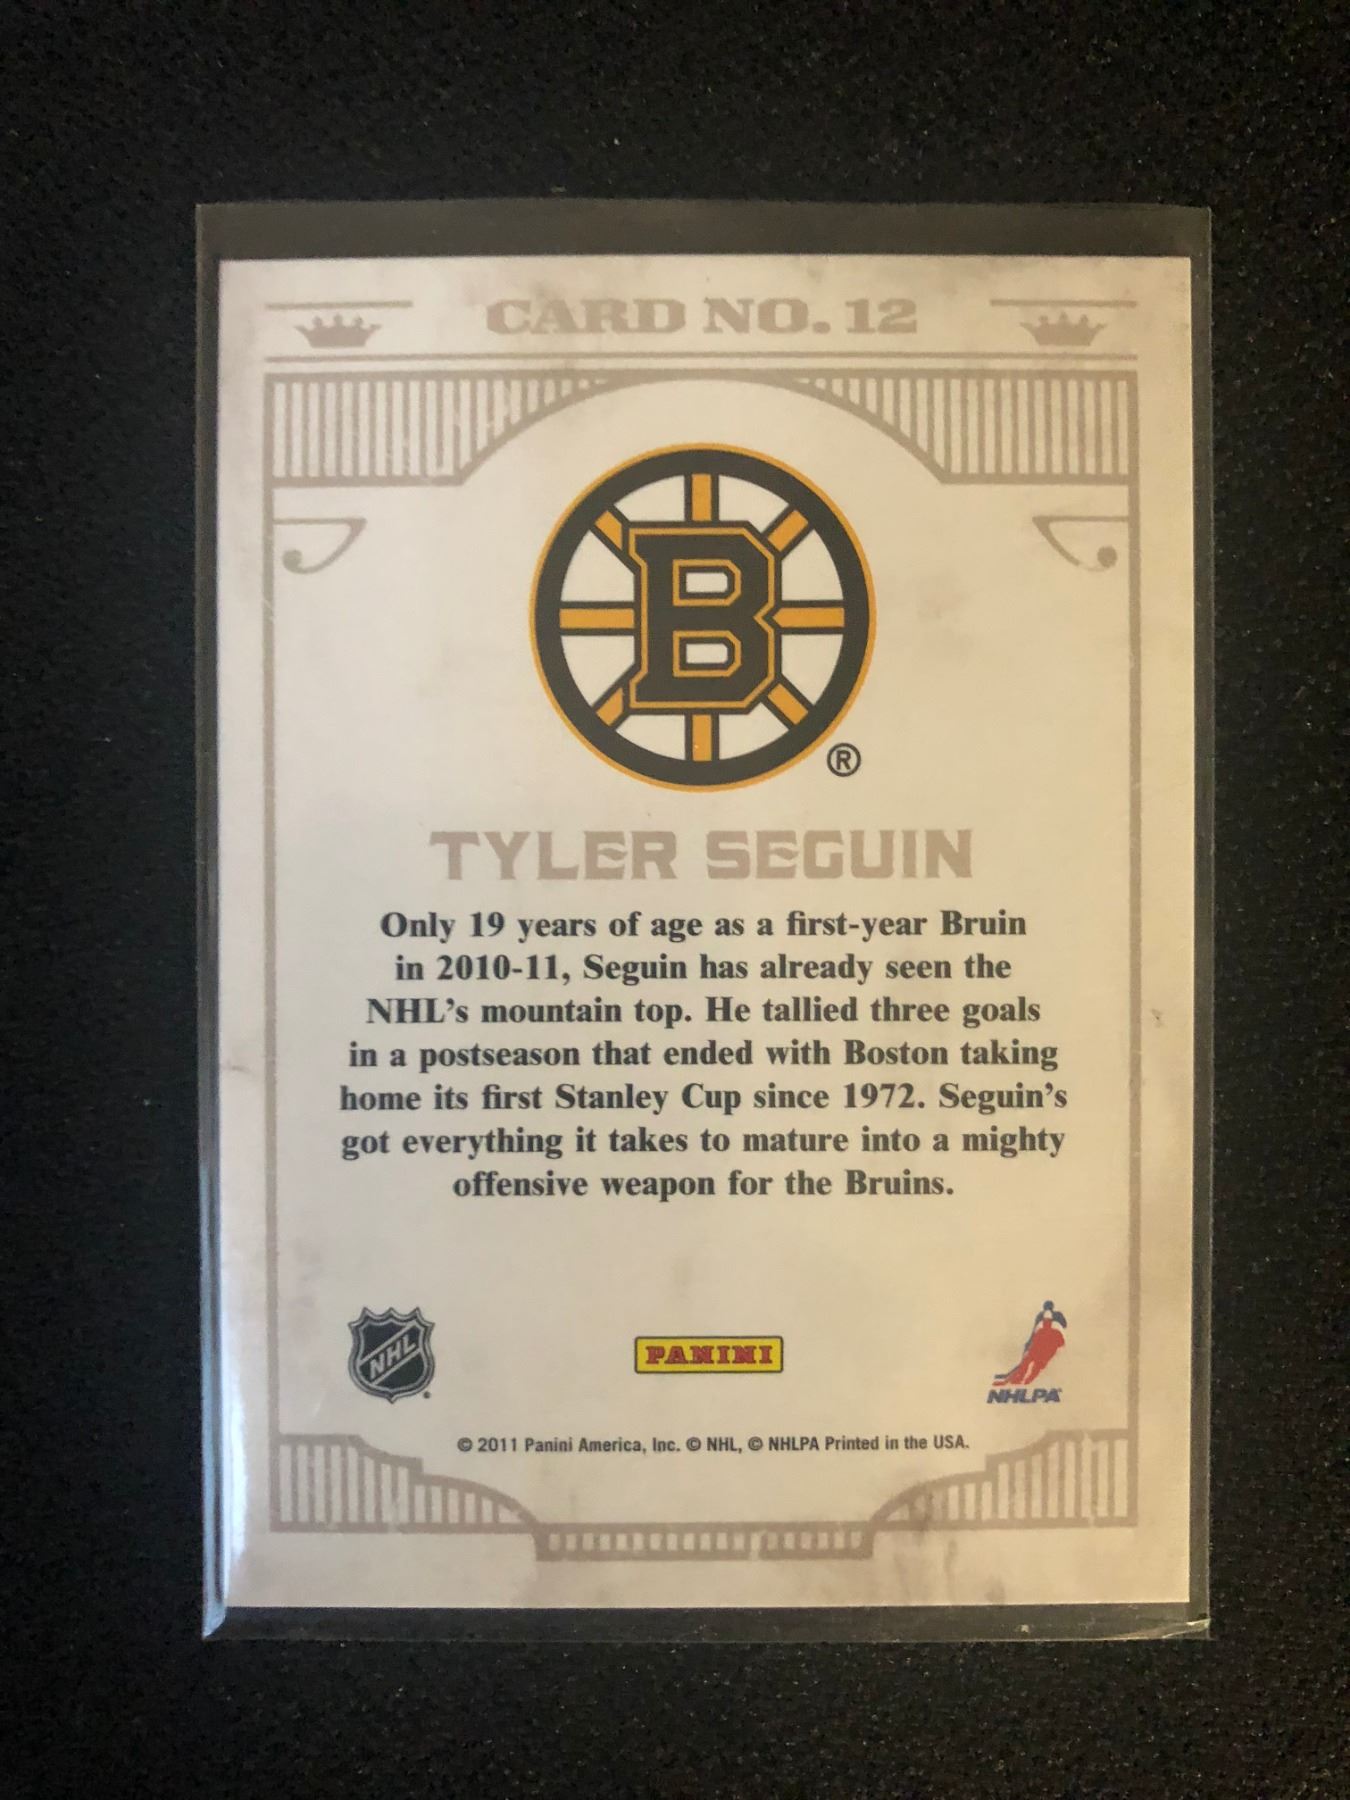 CARD NO. 12
B
®
TYLER SEGUIN
Only 19 years of age as a first-year Bruin
in 2010-11, Seguin has already seen the
NHL's mountain top. He tallied three goals
in a postseason that ended with Boston taking
home its first Stanley Cup since 1972. Seguin's
got everything it takes to mature into a mighty
offensive weapon for the Bruins.
NHL
PANINI
NHLPA
© 2011 Panini America, Inc. © NHL, © NHLPA Printed in the USA.